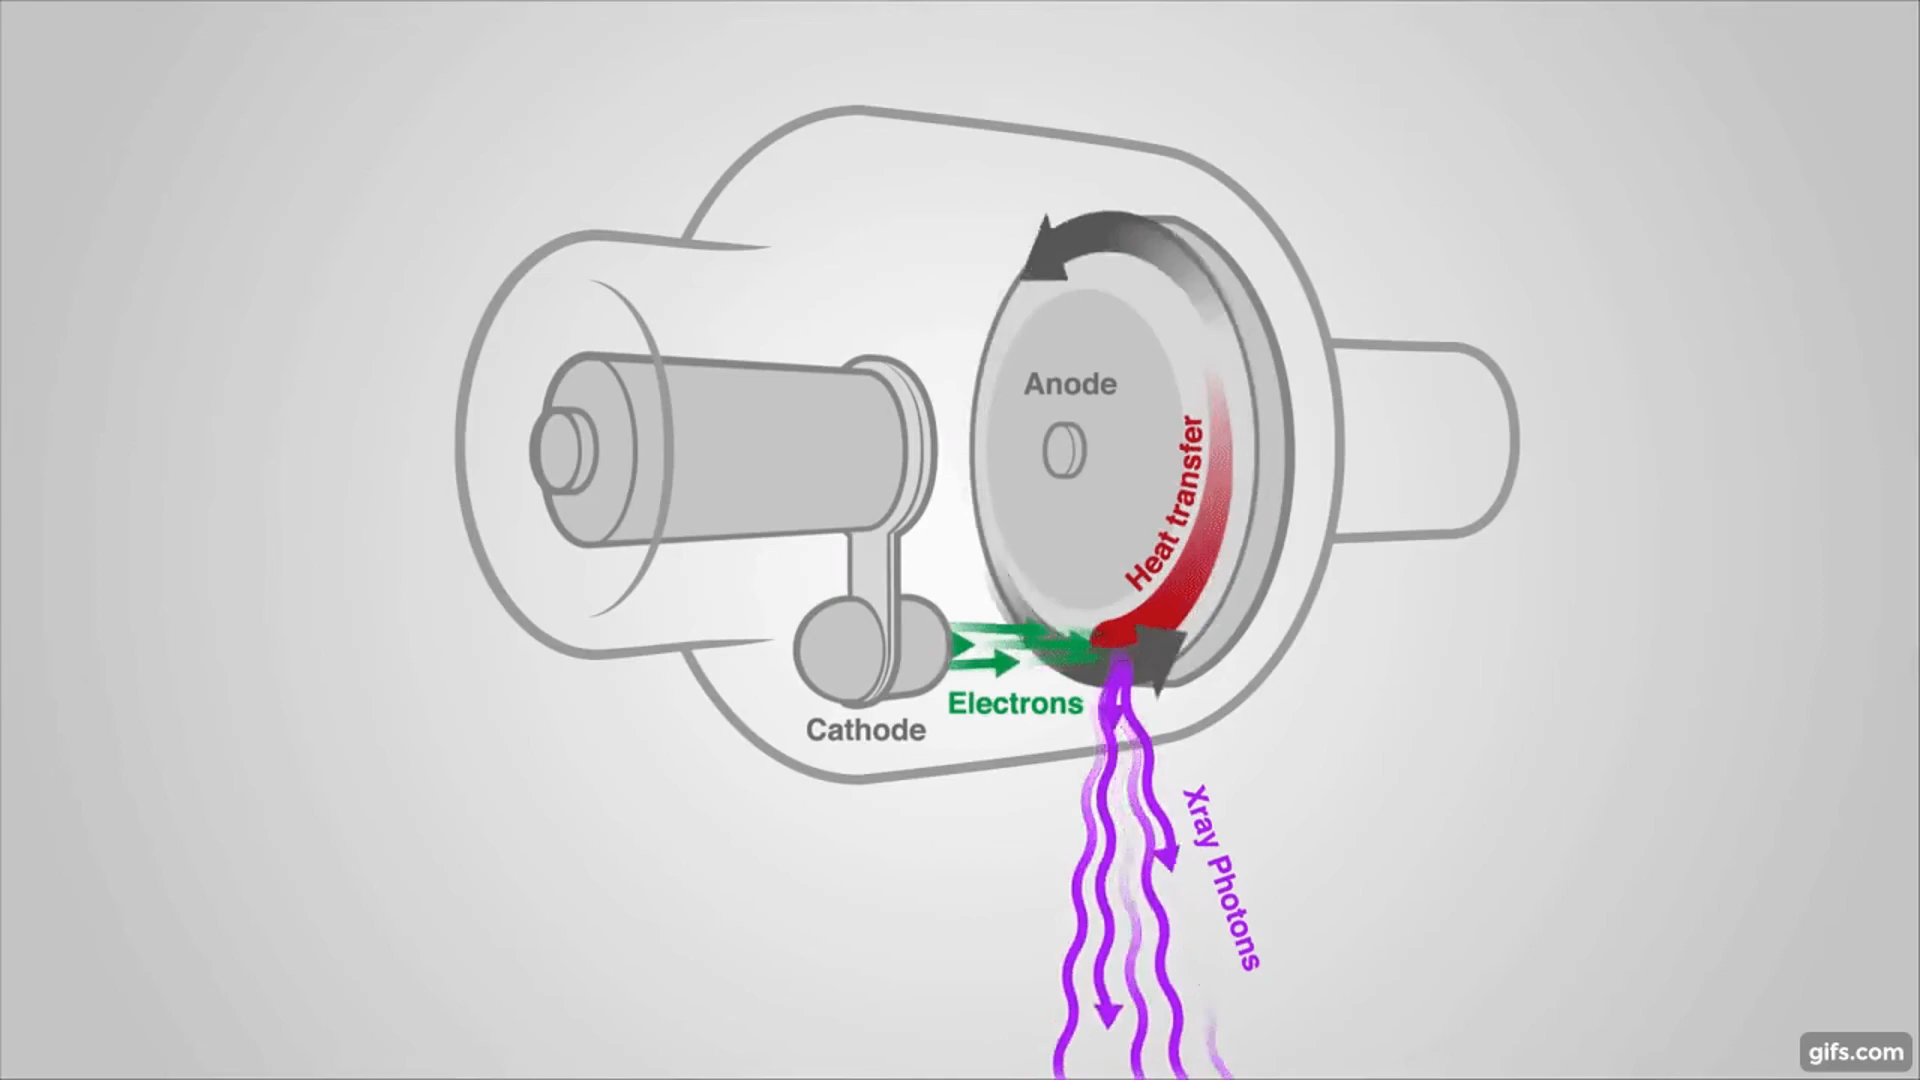 Anode
Heat transfer
Electrons
Cathode
Xray Photons
gifs.com